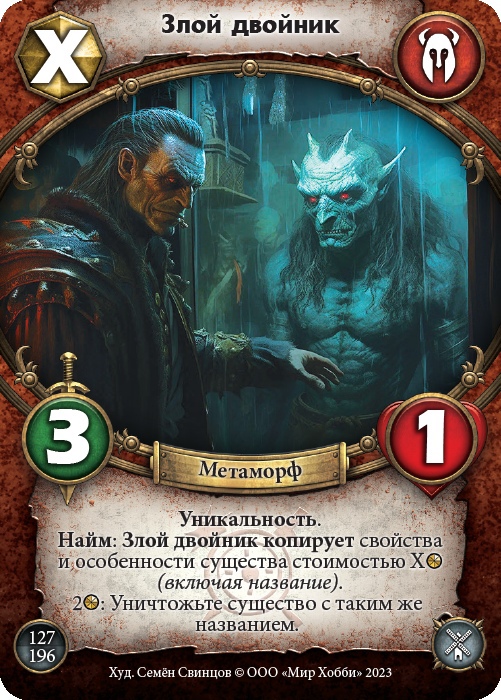 Злой двойник
X
3
1
Метаморф
Уникальность.
Найм: Злой двойник копирует свойства
и особенности существа стоимостью X
(включая название).
2: Уничтожьте существо с таким же
названием.
127
196
Худ. Семён Свинцов © ООО «Мир Хобби» 2023